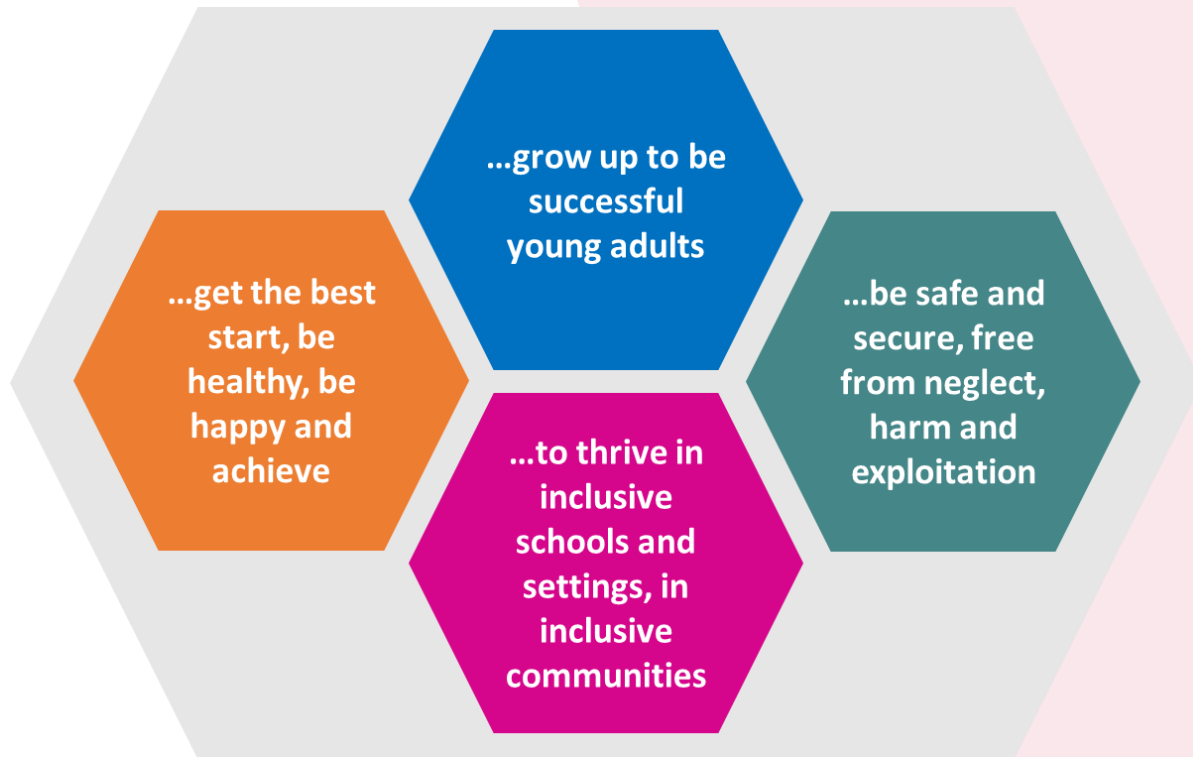 ...grow up to be
successful
young adults
...get the best
start, be
healthy, be
happy and
achieve
...be safe and
secure, free
from neglect,
harm and
exploitation
...to thrive in
inclusive
schools and
settings, in
inclusive
communities